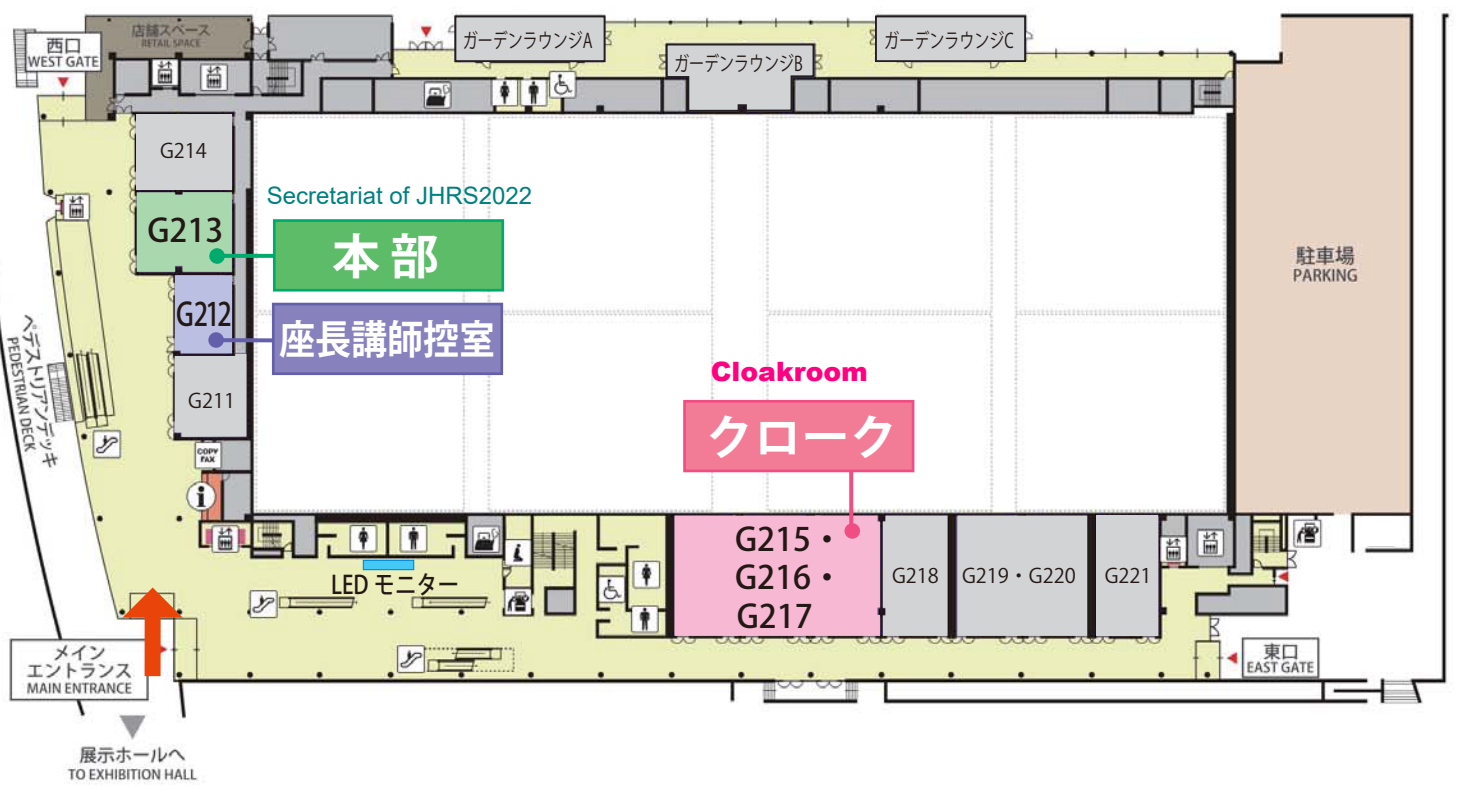 店舗スペース
RETAIL SPACE
西口
WEST GATE
ガーデンラウンジA
ガーデンラウンジB
ガーデンラウンジC
G214
Secretariat of JHRS2022
G213
本部
G212
座長講師控室
G211
駐車場
PARKING
ペデストリアンデッキ
PEDESTRIAN DECK
COPY
FAX
i
Cloakroom
クローク
G215・
G216・
G217
G218
G219・G220
G221
LED モニター
メイン
エントランス
MAIN ENTRANCE
東口
EAST GATE
展示ホールへ
TO EXHIBITION HALL